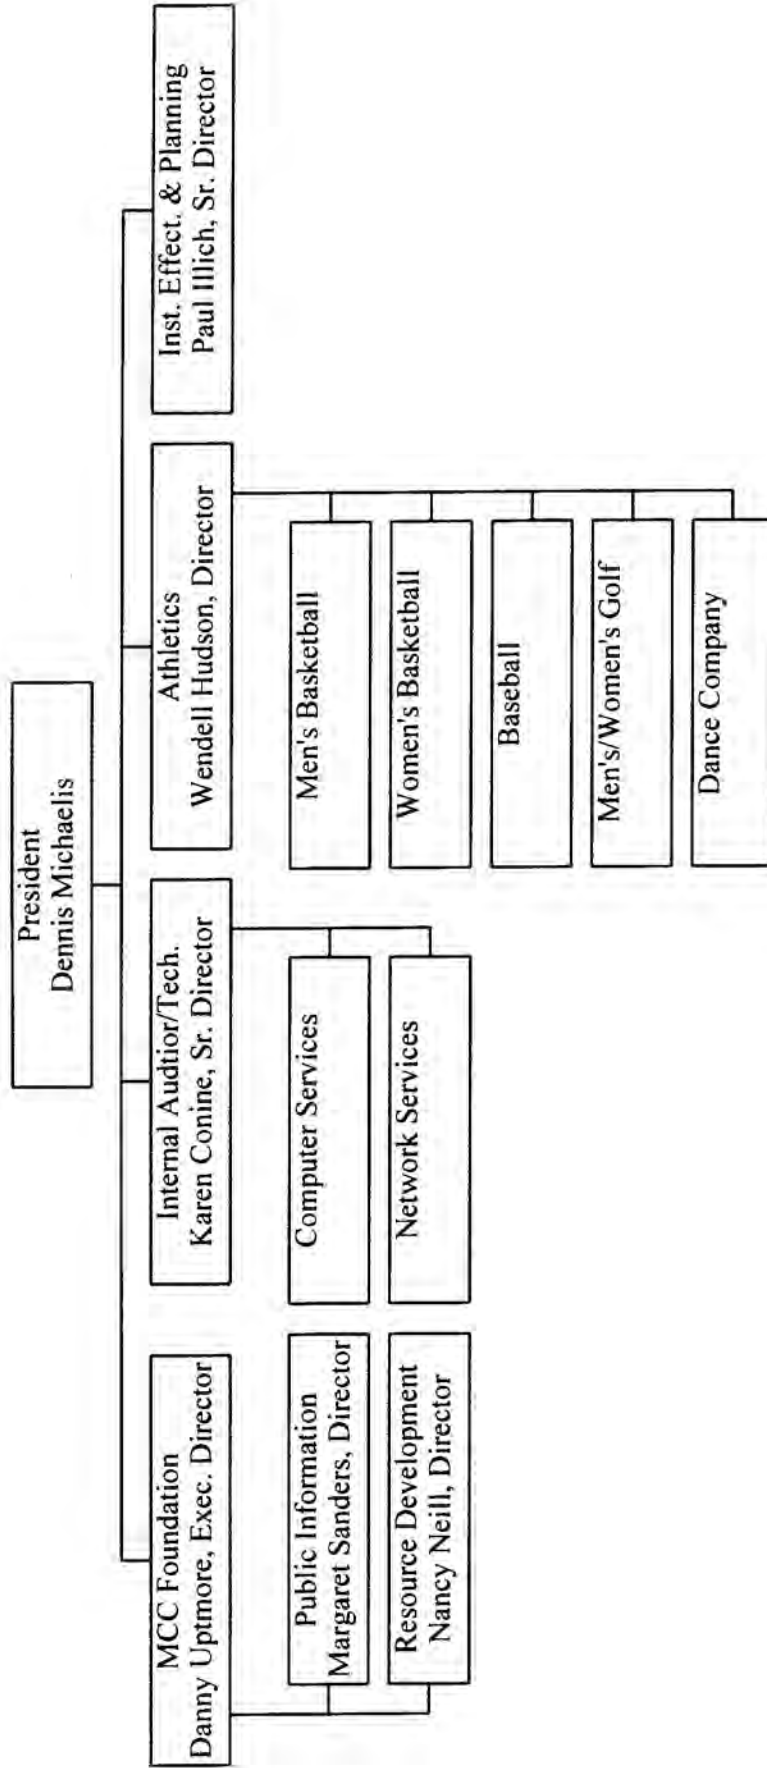 President
Dennis Michaelis
MCC Foundation
Danny Uptmore, Exec. Director
Internal Audtior/Tech.
Karen Conine, Sr. Director
Athletics
Wendell Hudson, Director
Inst. Effect. & Planning
Paul Illich, Sr. Director
Public Information
Margaret Sanders, Director
Resource Development
Nancy Neill, Director
Computer Services
Network Services
Men's Basketball
Women's Basketball
Baseball
Men's/Women's Golf
Dance Company